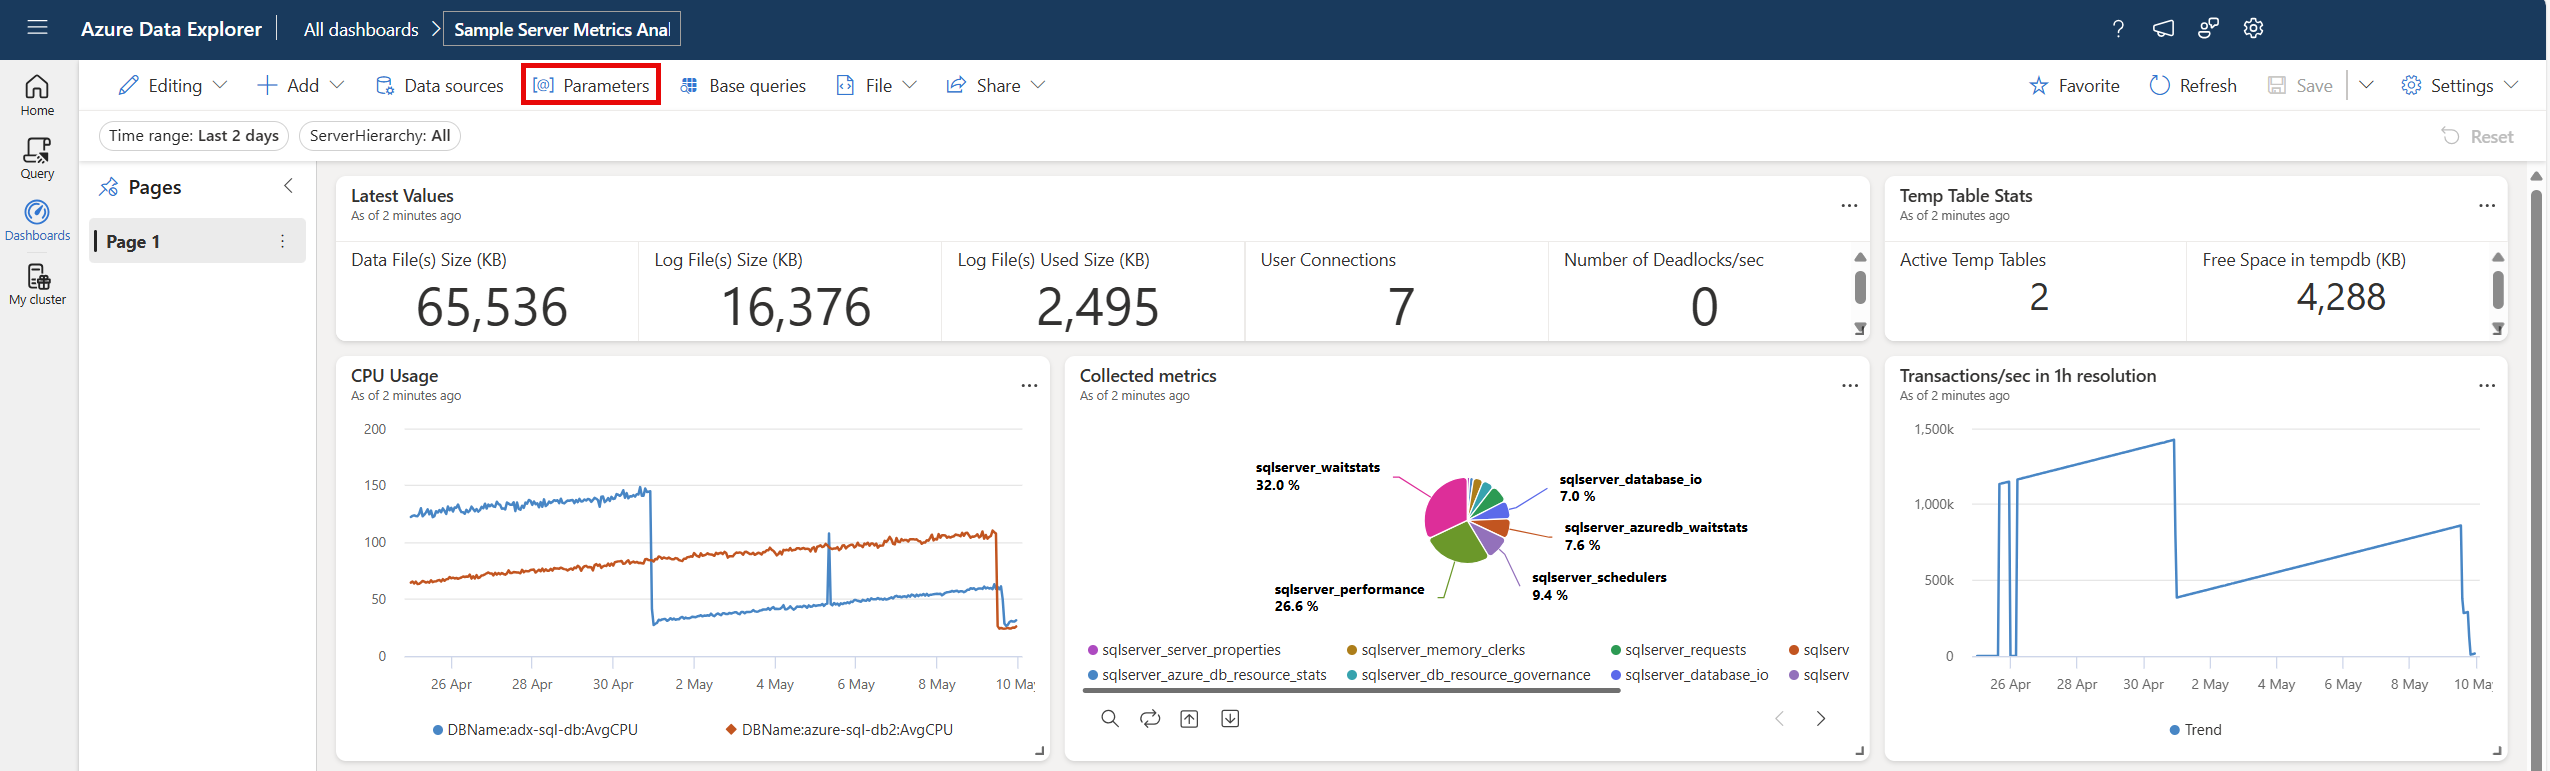 Azure Data Explorer
All dashboards
Sample Server Metrics Anal
Editing
Add
Data sources
Parameters
Base queries
File
Share
Favorite
Refresh
Save
Settings
Home
Query
Dashboards
My cluster
Time range: Last 2 days
ServerHierarchy: All
Reset
Pages
Page 1
Latest Values
As of 2 minutes ago
Data File(s) Size (KB)
65,536
Log File(s) Size (KB)
16,376
Log File(s) Used Size (KB)
2,495
User Connections
7
Number of Deadlocks/sec
0
Temp Table Stats
As of 2 minutes ago
Active Temp Tables
2
Free Space in tempdb (KB)
4,288
CPU Usage
As of 2 minutes ago
200
150
100
50
0
26 Apr
28 Apr
30 Apr
2 May
4 May
6 May
8 May
10 May
DBName:adx-sql-db:AvgCPU
DBName:azure-sql-db2:AvgCPU
Collected metrics
As of 2 minutes ago
sqlserver_waitstats
32.0 %
sqlserver_database_io
7.0 %
sqlserver_azuredb_waitstats
7.6 %
sqlserver_schedulers
9.4 %
sqlserver_performance
26.6 %
sqlserver_server_properties
sqlserver_memory_clerks
sqlserver_requests
sqlserv
sqlserver_azure_db_resource_stats
sqlserver_db_resource_governance
sqlserver_database_io
sqlserv
Transactions/sec in 1h resolution
As of 2 minutes ago
1,500k
1,000k
500k
0
26 Apr
28 Apr
30 Apr
2 May
4 May
6 May
8 May
10 Ma
Trend